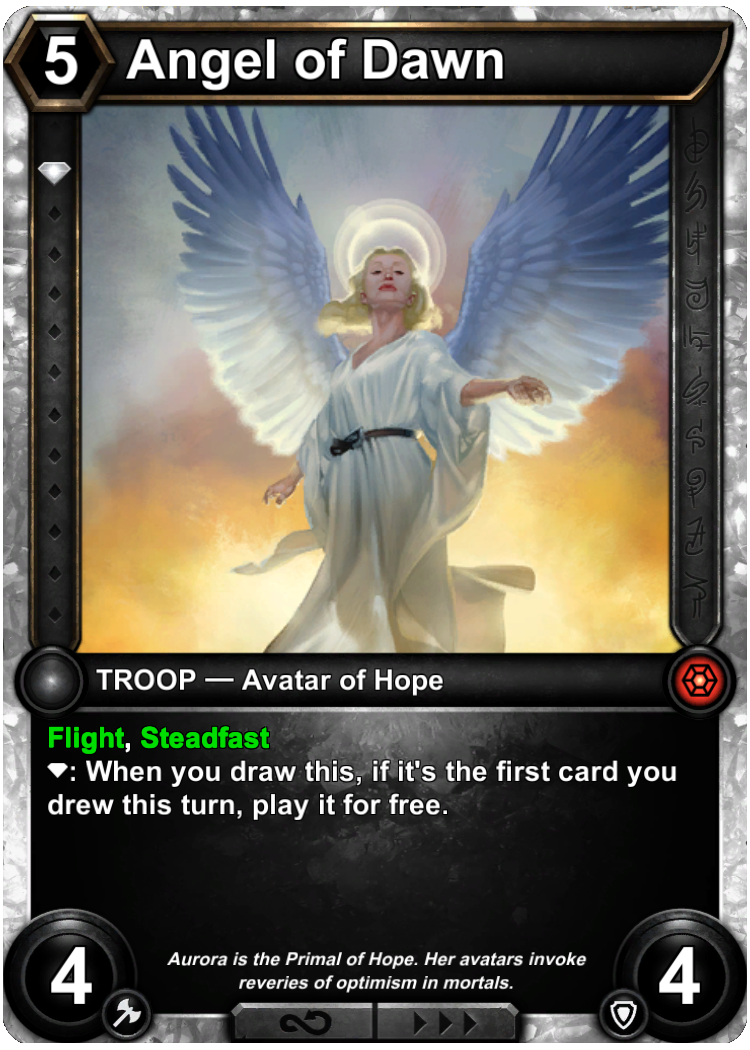 5 Angel of Dawn
TROOP — Avatar of Hope
Flight, Steadfast
: When you draw this, if it's the first card you
drew this turn, play it for free.
Aurora is the Primal of Hope. Her avatars invoke
reveries of optimism in mortals.
4 4